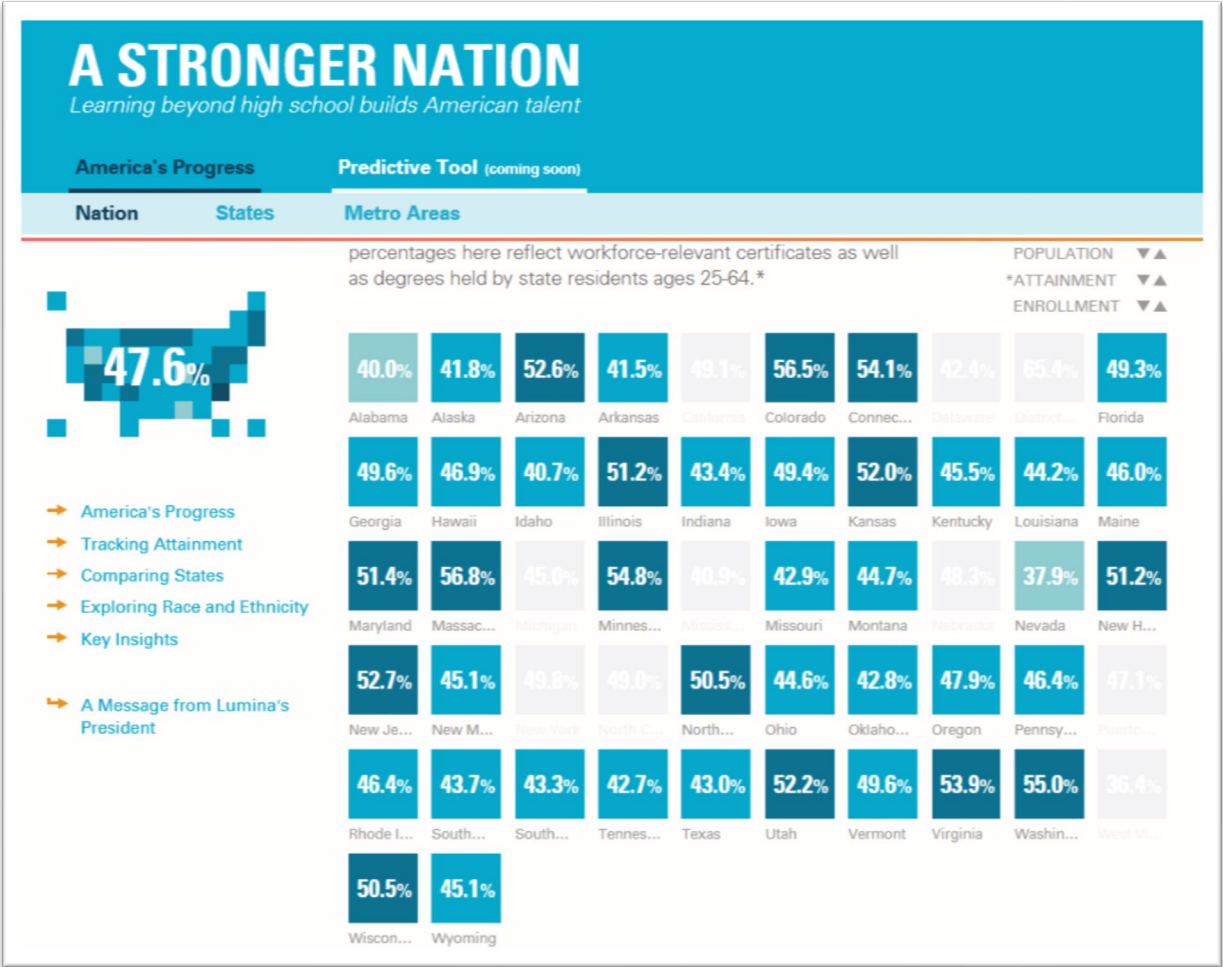 A STRONGER NATION
Learning beyond high school builds American talent
America's Progress Predictive Tool (coming soon)
Nation States Metro Areas
percentages here reflect workforce-relevant certificates as well
as degrees held by state residents ages 25-64.*
POPULATION ▼▲
*ATTAINMENT ▼▲
ENROLLMENT ▼▲
47.6%
America's Progress
Tracking Attainment
Comparing States
Exploring Race and Ethnicity
Key Insights
A Message from Lumina's
President
40.0% 41.8% 52.6% 41.5% 49.1% 56.5% 54.1% 42.4% 65.4% 49.3%
Alabama Alaska Arizona Arkansas California Colorado Connec... Delaware District... Florida
49.6% 46.9% 40.7% 51.2% 43.4% 49.4% 52.0% 45.5% 44.2% 46.0%
Georgia Hawaii Idaho Illinois Indiana Iowa Kansas Kentucky Louisiana Maine
51.4% 56.8% 45.0% 54.8% 40.9% 42.9% 44.7% 48.3% 37.9% 51.2%
Maryland Massac... Michigan Minnes... Mississ... Missouri Montana Nebraska Nevada New H...
52.7% 45.1% 49.8% 49.0% 50.5% 44.6% 42.8% 47.9% 46.4% 47.1%
New Je... New M... New York North C... North... Ohio Oklaho... Oregon Pennsy... Puerto...
46.4% 43.7% 43.3% 42.7% 43.0% 52.2% 49.6% 53.9% 55.0% 36.4%
Rhode I... South... South... Tennes... Texas Utah Vermont Virginia Washin... West Vi...
50.5% 45.1%
Wiscon... Wyoming